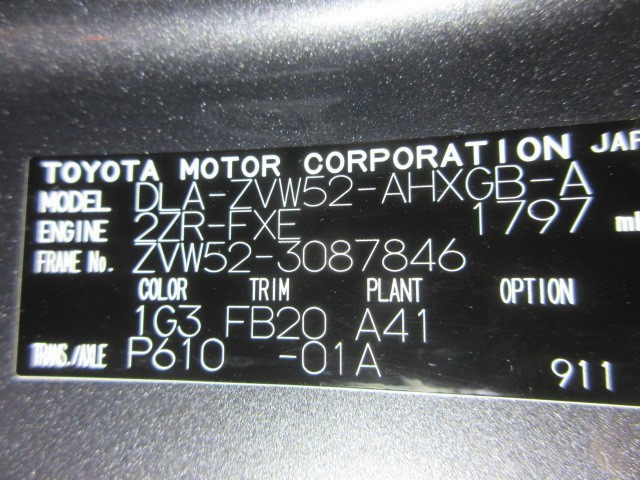 TOYOTA MOTOR CORPORATION JAP
MODEL DLA-ZVW52-AHXGB-A
ENGINE 2ZR-FXE 1797 m
FRAME No. ZVW52-3087846
COLOR TRIM PLANT OPTION
1G3 FB20 A41
TRANS./AXLE P610 -01A 911